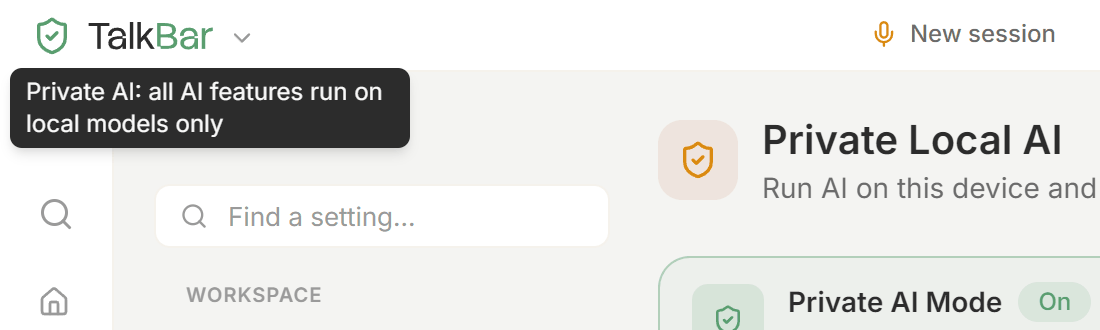 TalkBar
New session
Private AI: all AI features run on
local models only
Private Local AI
Run AI on this device and
Find a setting...
WORKSPACE
Private AI Mode
On